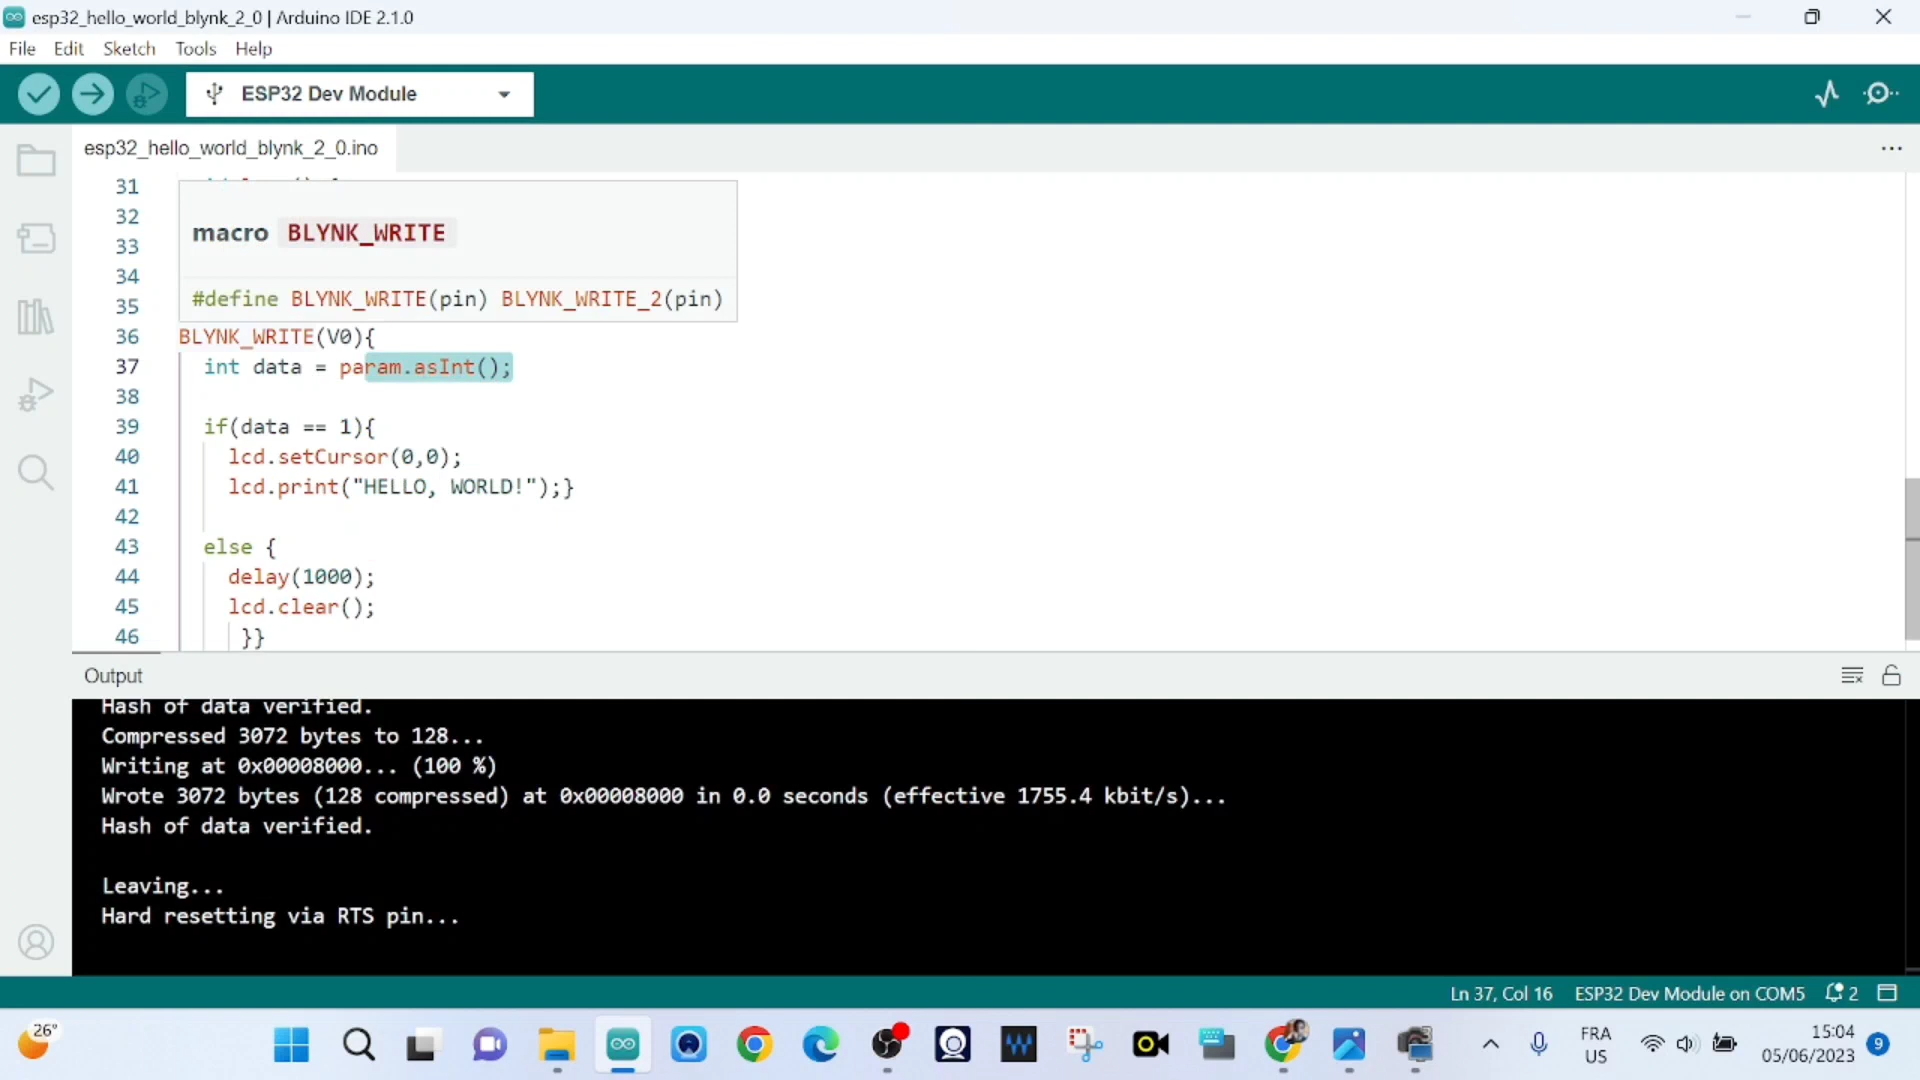 esp32_hello_world_blynk_2_0 | Arduino IDE 2.1.0
File Edit Sketch Tools Help
ESP32 Dev Module
esp32_hello_world_blynk_2_0.ino
31
32
33
34
35
macro BLYNK_WRITE
#define BLYNK_WRITE(pin) BLYNK_WRITE_2(pin)
36 BLYNK_WRITE(V0){
37 int data = param.asInt();
38
39 if(data == 1){
40 lcd.setCursor(0,0);
41 lcd.print("HELLO, WORLD!");}
42
43 else {
44 delay(1000);
45 lcd.clear();
46 }}
Output
Hash of data verified.
Compressed 3072 bytes to 128...
Writing at 0x00008000... (100 %)
Wrote 3072 bytes (128 compressed) at 0x00008000 in 0.0 seconds (effective 1755.4 kbit/s)...
Hash of data verified.
Leaving...
Hard resetting via RTS pin...
Ln 37, Col 16 ESP32 Dev Module on COM5 2
26°
FRA
US
15:04
05/06/2023
9